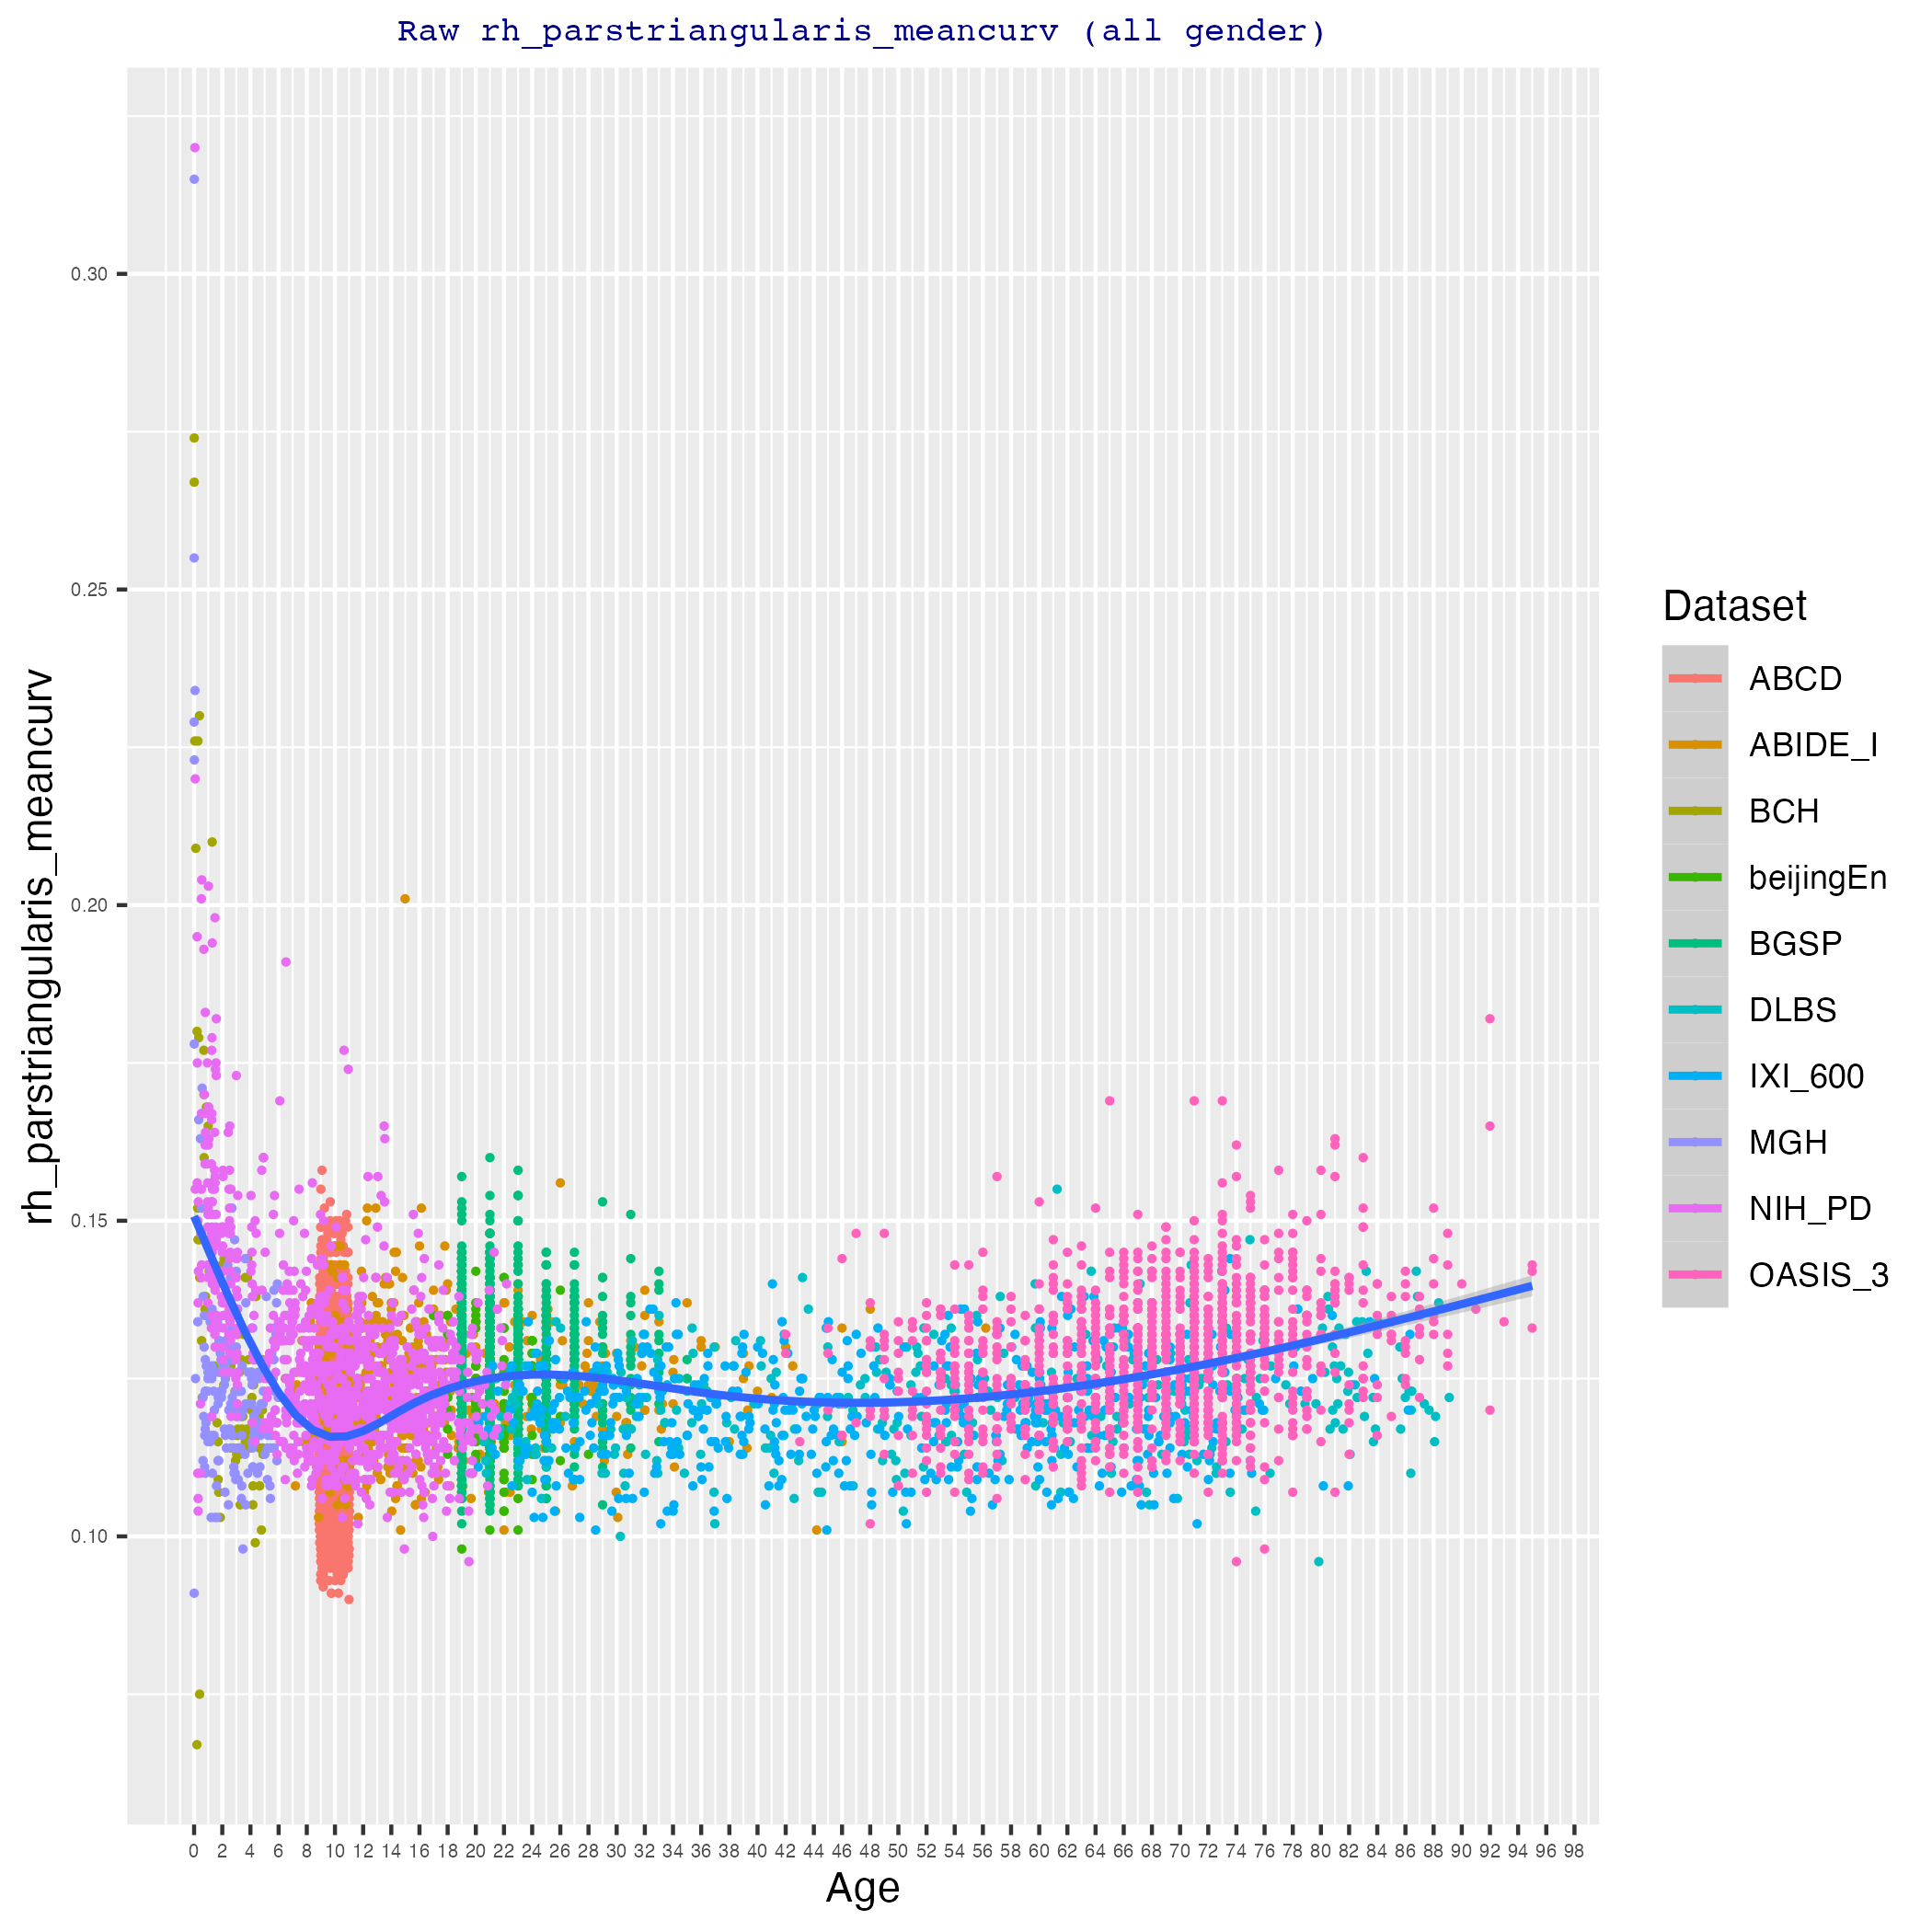 Raw rh_parstriangularis_meancurv (all gender)
rh_parstriangularis_meancurv
0.30
0.25
0.20
0.15
0.10
0 2 4 6 8 10 12 14 16 18 20 22 24 26 28 30 32 34 36 38 40 42 44 46 48 50 52 54 56 58 60 62 64 66 68 70 72 74 76 78 80 82 84 86 88 90 92 94 96 98
Age
Dataset
ABCD
ABIDE_I
BCH
beijingEn
BGSP
DLBS
IXI_600
MGH
NIH_PD
OASIS_3